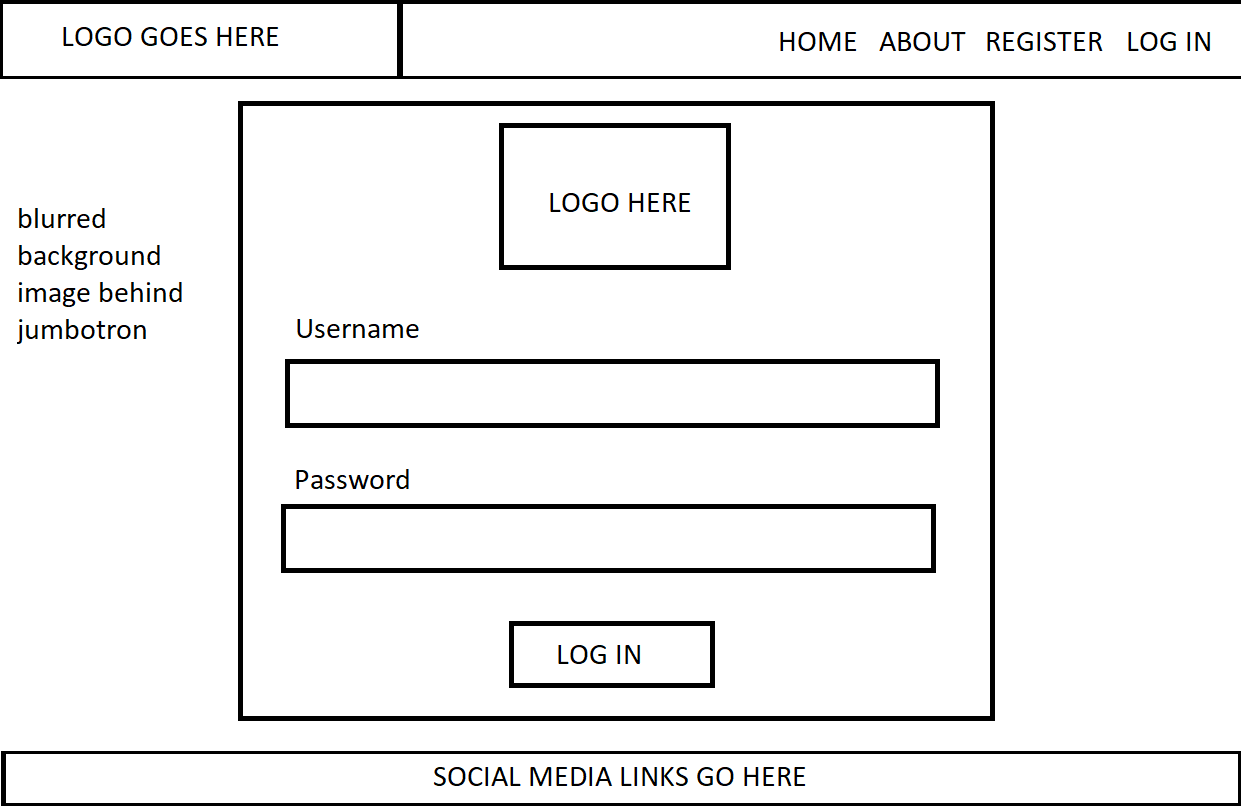 LOGO GOES HERE
HOME ABOUT REGISTER LOG IN
LOGO HERE
blurred
background
image behind
jumbotron
Username
Password
LOG IN
SOCIAL MEDIA LINKS GO HERE